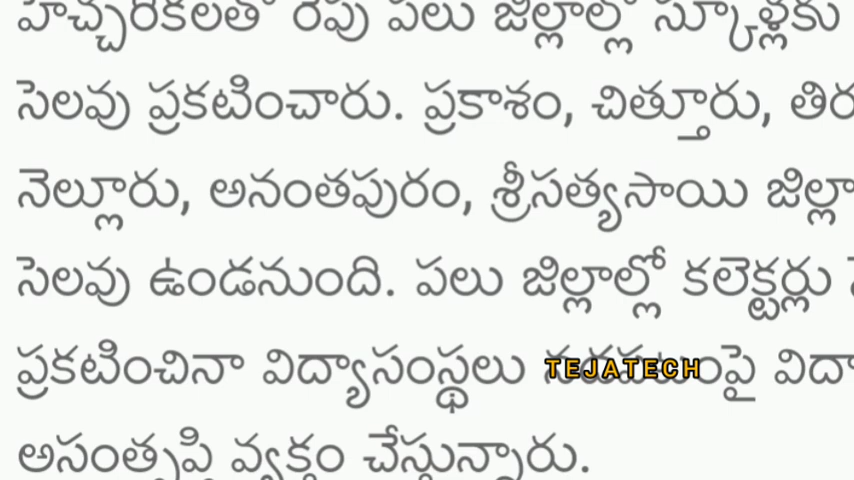 హెచ్చరికలతో రేపు పలు జిల్లాల్లో స్కూళ్లకు
సెలవు ప్రకటించారు. ప్రకాశం, చిత్తూరు,
నెల్లూరు, అనంతపురం, శ్రీసత్యసాయి
సెలవు ఉండనుంది. పలు జిల్లాల్లో కలెక్టర్లు
ప్రకటించినా విద్యాసంస్థలు TEJATECH
అసంతృప్తి వ్యక్తం చేస్తున్నారు.